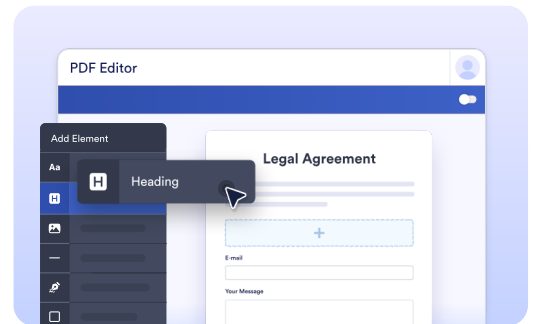 PDF Editor
Add Element
Aa
H
Heading
H
Legal Agreement
+
E-mail
Your Message